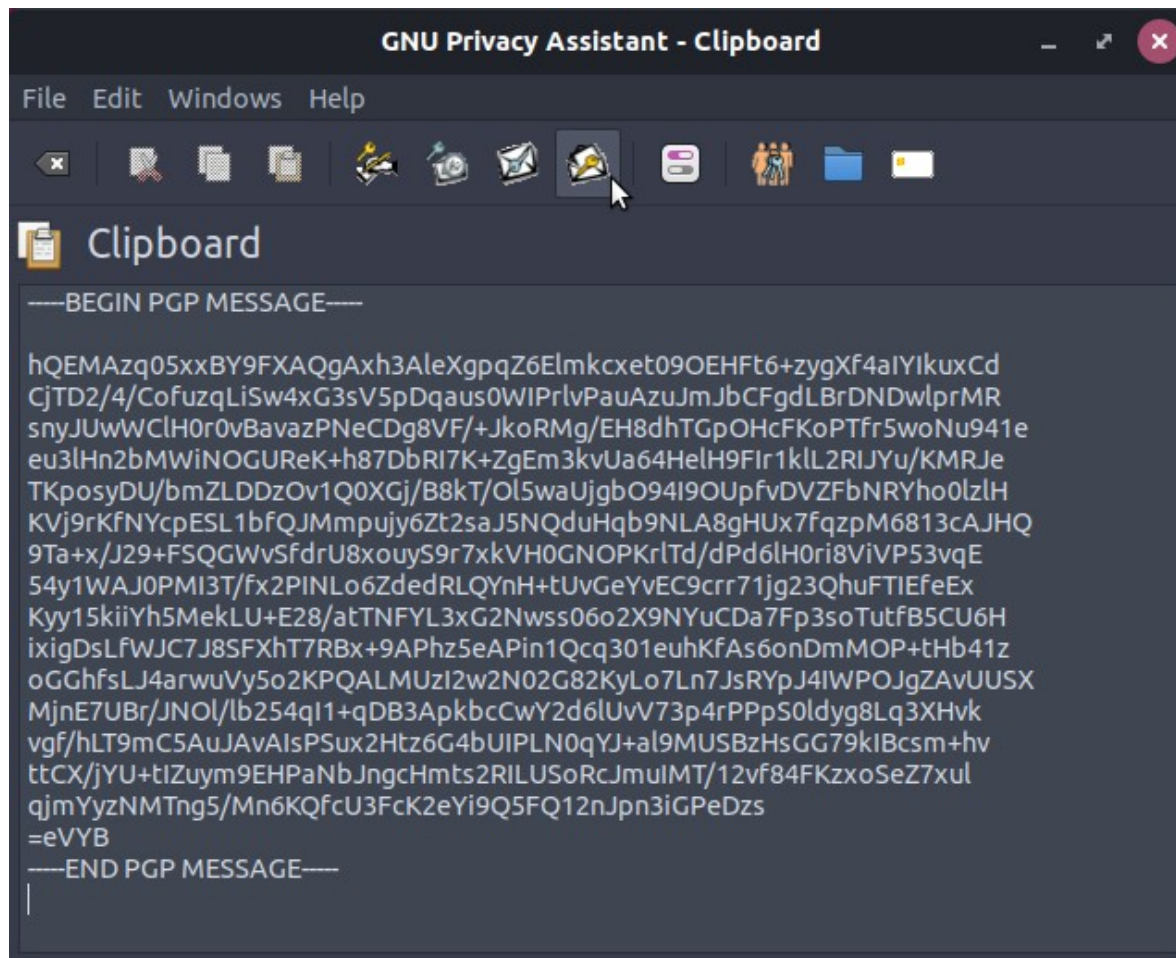 GNU Privacy Assistant - Clipboard
File Edit Windows Help
Clipboard
-----BEGIN PGP MESSAGE-----
hQEMAzq05xxBY9FXAQgAxh3AleXgpqZ6Elmkcxet09OEHFt6+zygXf4aIYIkuxCd
CjTD2/4/CofuzqLiSw4xG3sV5pDqaus0WIPrlvPauAzuJmJbCFgdLBrDNDwlprMR
snyJUwWClH0r0vBavazPNeCDg8VF/+JkoRMg/EH8dhTGpOHcFKoPTfr5woNu941e
eu3lHn2bMWiNOGUReK+h87DbRI7K+ZgEm3kvUa64HelH9FIr1klL2RIJYu/KMRJe
TKposyDU/bmZLDDzOv1Q0XGj/B8kT/Ol5waUjgbO94I9OUpfvDVZFbNRYho0lzlH
KVj9rKfNYcpESL1bfQJMmpujy6Zt2saJ5NQduHqb9NLA8gHUx7fqzpM6813cAJHQ
9Ta+x/J29+FSQGWvSfdrU8xouyS9r7xkVH0GNOPKrlTd/dPd6lH0ri8ViVP53vqE
54y1WAJ0PMI3T/fx2PINLo6ZdedRLQYnH+tUvGeYvEC9crr71jg23QhuFTIEfeEx
Kyy15kiiYh5MekLU+E28/atTNFYL3xG2Nwss06o2X9NYuCDa7Fp3soTutfB5CU6H
ixigDsLfWJC7J8SFXhT7RBx+9APhz5eAPin1Qcq301euhKfAs6onDmMOP+tHb41z
oGGhfsLJ4arwuVy5o2KPQALMUzI2w2N02G82KyLo7Ln7JsRYpJ4IWPOJgZAvUUSX
MjnE7UBr/JNOl/lb254qI1+qDB3ApkbcCwY2d6lUvV73p4rPPpS0ldyg8Lq3XHvk
vgf/hLT9mC5AuJAvAIsPSux2Htz6G4bUIPLN0qYJ+al9MUSBzHsGG79kIBcsm+hv
ttCX/jYU+tIZuym9EHPaNbJngcHmts2RILUSoRcJmuIMT/12vf84FKzxoSeZ7xul
qjmYyzNMTng5/Mn6KQfcU3FcK2eYi9Q5FQ12nJpn3iGPeDzs
=eVYB
-----END PGP MESSAGE-----